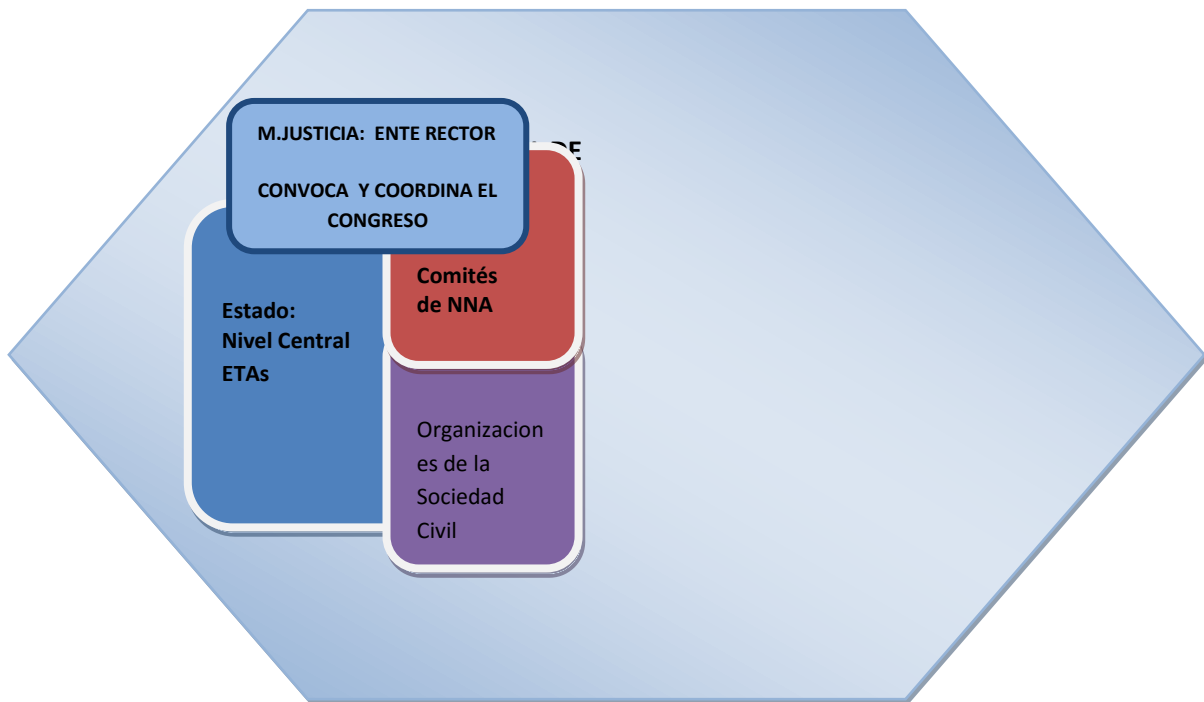 M.JUSTICIA: ENTE RECTOR
CONVOCA Y COORDINA EL
CONGRESO
DE
Comités
de NNA
Estado:
Nivel Central
ETAs
Organizacion
es de la
Sociedad
Civil